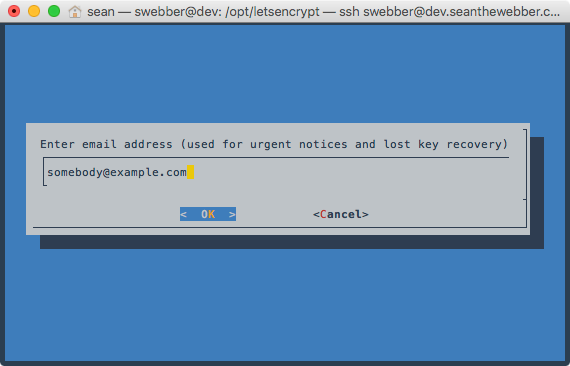 sean — swebber@dev: /opt/letsencrypt — ssh swebber@dev.seanthewebber.c...
Enter email address (used for urgent notices and lost key recovery)
somebody@example.com
<  OK  > <Cancel>